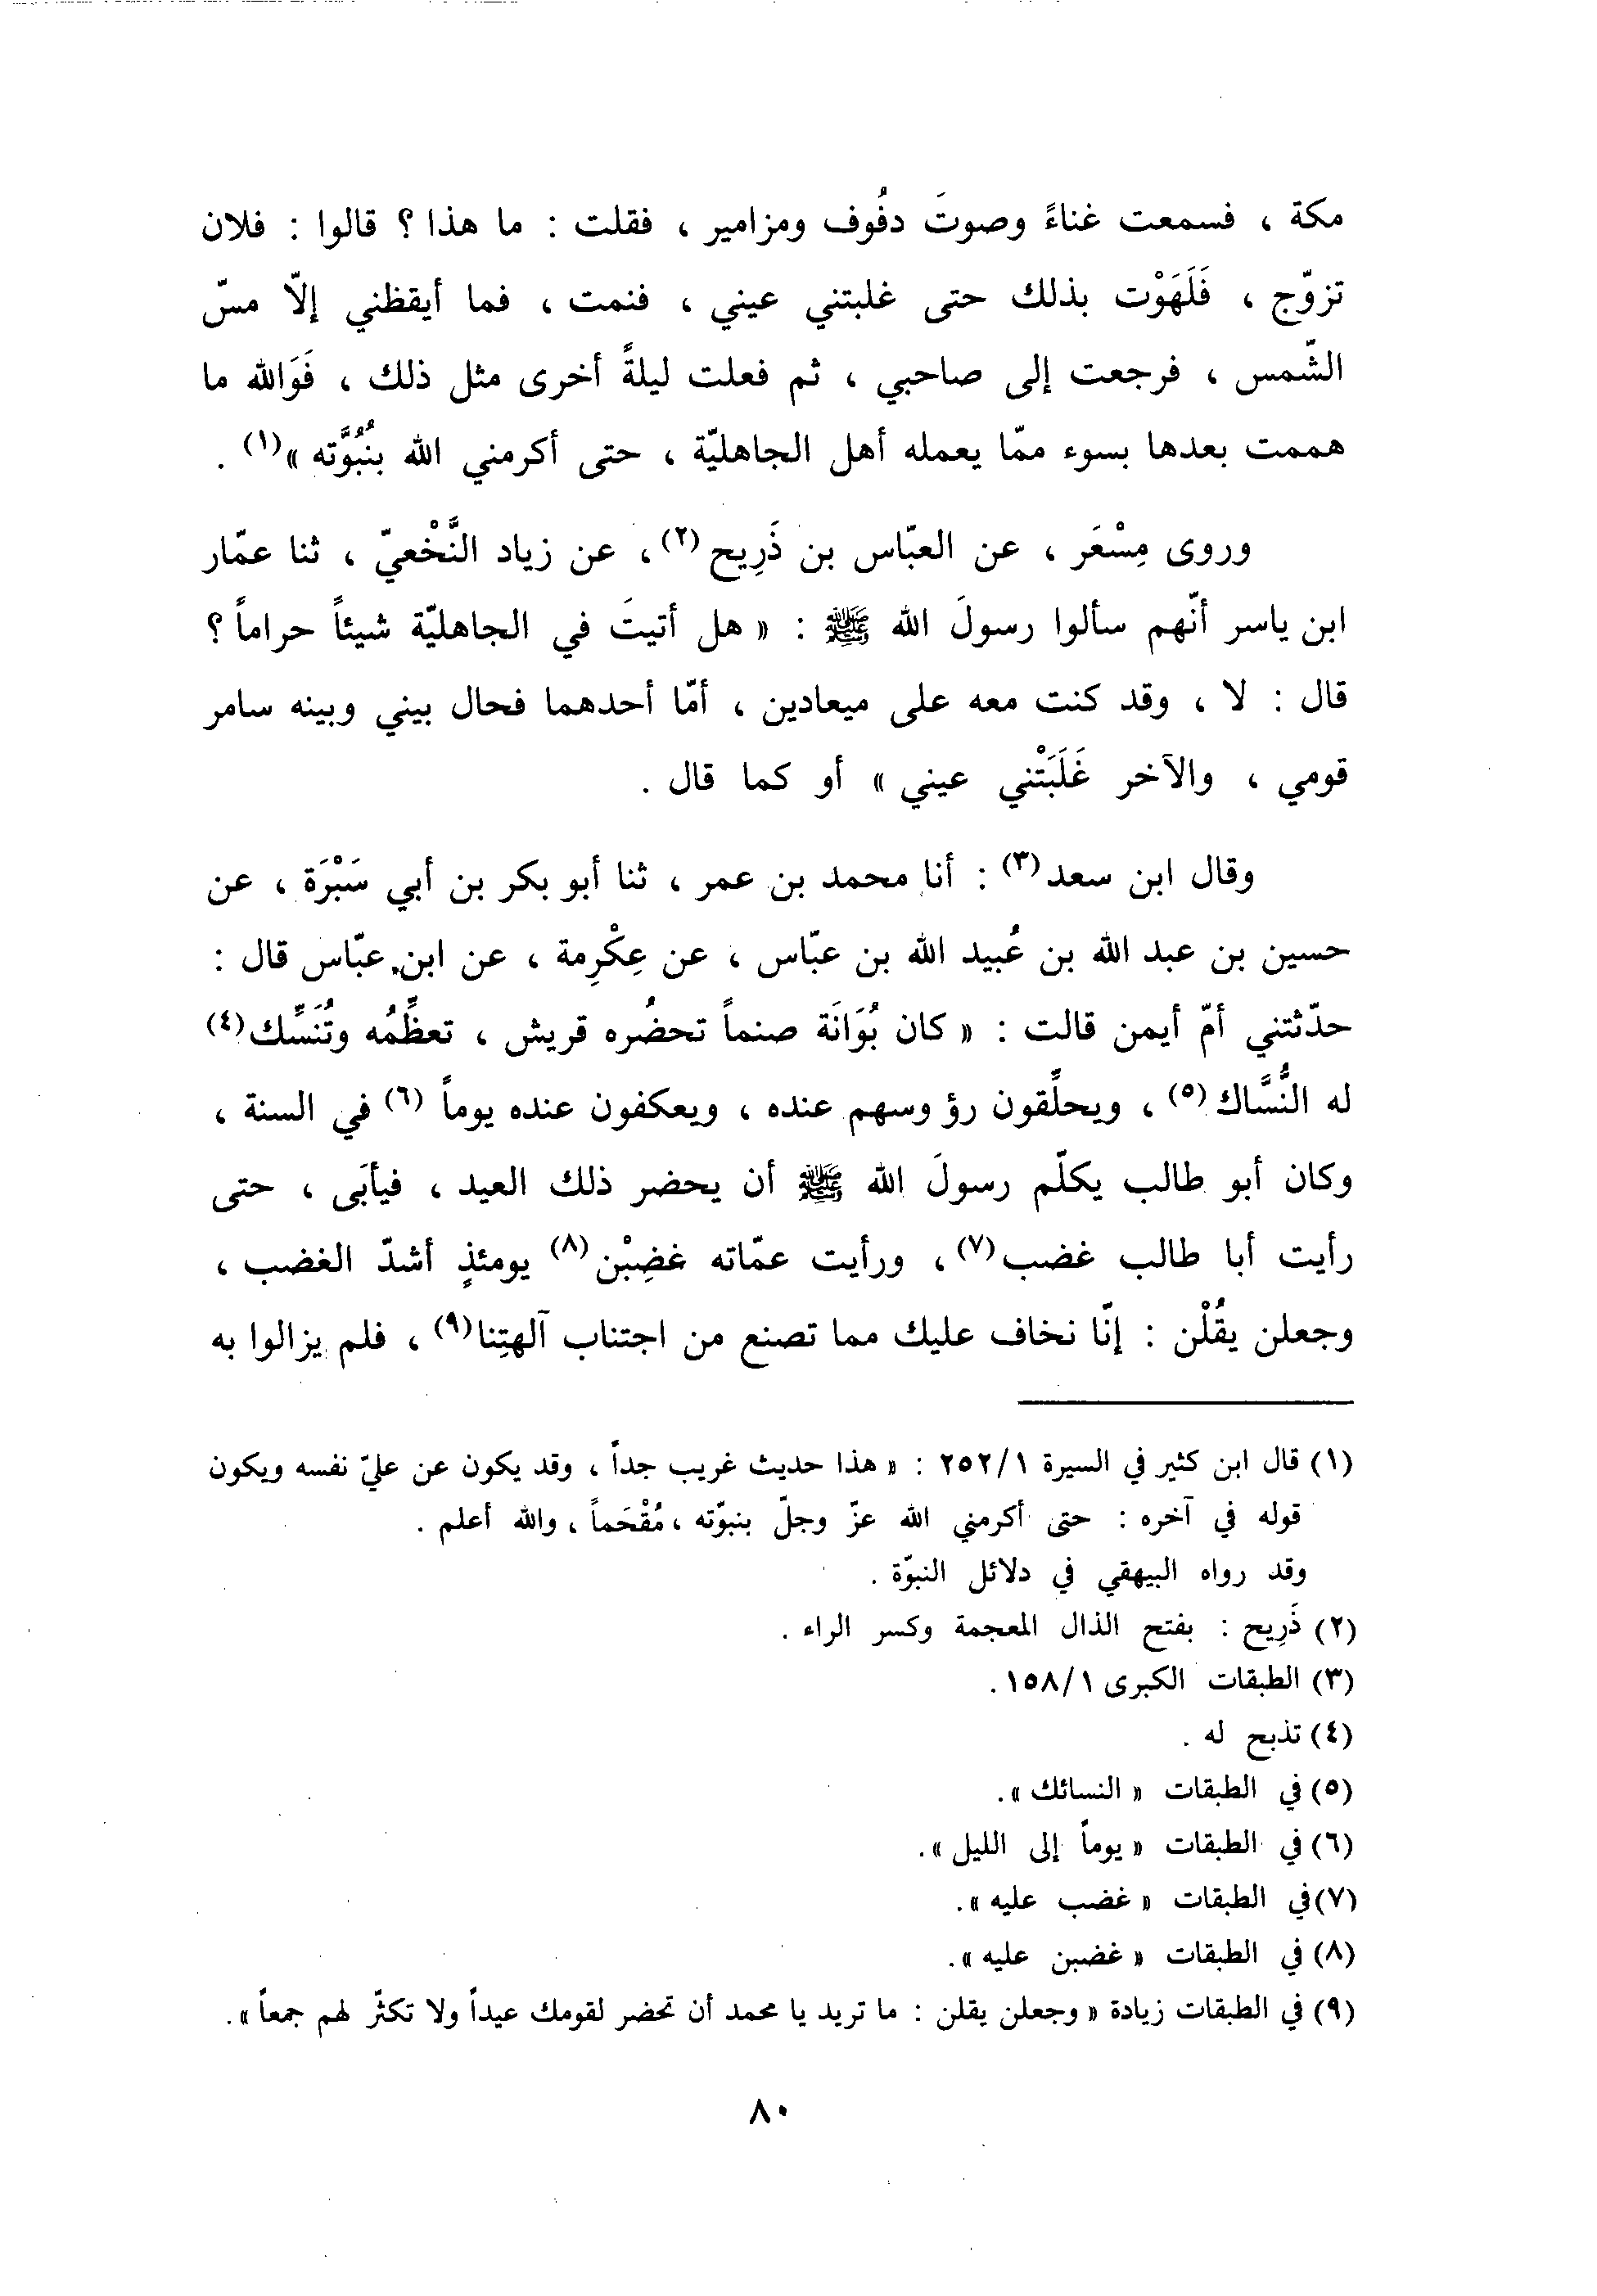 مكة ، فسمعت غناءً وصوتَ دفُوف ومزامير ، فقلت : ما هذا ؟ قالوا : فلان
تزوّج ، فَلَهَوْت بذلك حتى غلبتني عيني ، فنمت ، فما أيقظني إلاّ مسّ
الشّمس ، فرجعت إلى صاحبي ، ثم فعلت ليلةً أخرى مثل ذلك ، فَوَالله ما
هممت بعدها بسوء ممّا يعمله أهل الجاهليّة ، حتى أكرمني الله بنُبُوَّته »(١) .
وروى مِسْعَر ، عن العبّاس بن ذَرِيح(٢)، عن زياد النَّخْعيّ ، ثنا عمّار
ابن ياسر أنّهم سألوا رسولَ الله ﷺ : « هل أتيتَ في الجاهليّة شيئاً حراماً ؟
قال : لا ، وقد كنت معه على ميعادين ، أمّا أحدهما فحال بيني وبينه سامر
قومي ، والآخر غَلَبَتْني عيني » أو كما قال .
وقال ابن سعد(٣) : أنا محمد بن عمر ، ثنا أبو بكر بن أبي سَبْرَة ، عن
حسين بن عبد الله بن عُبيد الله بن عبّاس ، عن عِكْرِمة ، عن ابن عبّاس قال :
حدّثتني أمّ أيمن قالت : « كان بُوَانَة صنماً تحضُره قريش ، تعظِّمُه وتُنَسِّك(٤)
له النُّسَّاك(٥) ، ويحلِّقون رؤوسهم عنده ، ويعكفون عنده يوماً (٦) في السنة ،
وكان أبو طالب يكلّم رسولَ الله ﷺ أن يحضر ذلك العيد ، فيأبَى ، حتى
رأيت أبا طالب غضب(٧) ، ورأيت عمّاته غضِبْن(٨) يومئذٍ أشدّ الغضب ،
وجعلن يقُلْن : إنّا نخاف عليك مما تصنع من اجتناب آلهتِنا(٩) ، فلم يزالوا به
(١) قال ابن كثير في السيرة ٢٥٢/١ : « هذا حديث غريب جداً ، وقد يكون عن عليّ نفسه ويكون
قوله في آخره : حتى أكرمني الله عزّ وجلّ بنبوّته ، مُقْحَماً ، والله أعلم .
وقد رواه البيهقي في دلائل النبوّة .
(٢) ذَرِيح : بفتح الذال المعجمة وكسر الراء .
(٣) الطبقات الكبرى ١٥٨/١.
(٤) تذبح له .
(٥) في الطبقات « النسائك ».
(٦) في الطبقات « يوماً إلى الليل ».
(٧) في الطبقات « غضب عليه ».
(٨) في الطبقات « غضبن عليه ».
(٩) في الطبقات زيادة « وجعلن يقلن : ما تريد يا محمد أن تحضر لقومك عيداً ولا تكثّر لهم جمعاً ».
٨٠